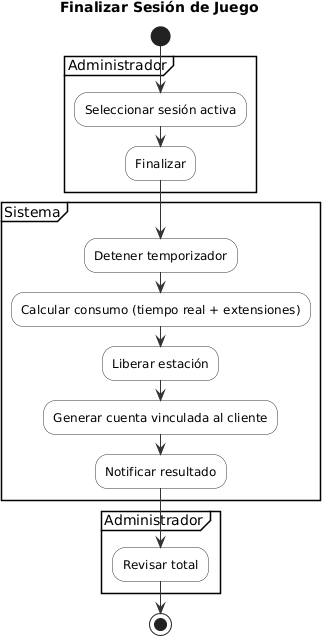 Finalizar Sesión de Juego
Administrador
Seleccionar sesión activa
Finalizar
Sistema
Detener temporizador
Calcular consumo (tiempo real + extensiones)
Liberar estación
Generar cuenta vinculada al cliente
Notificar resultado
Administrador
Revisar total